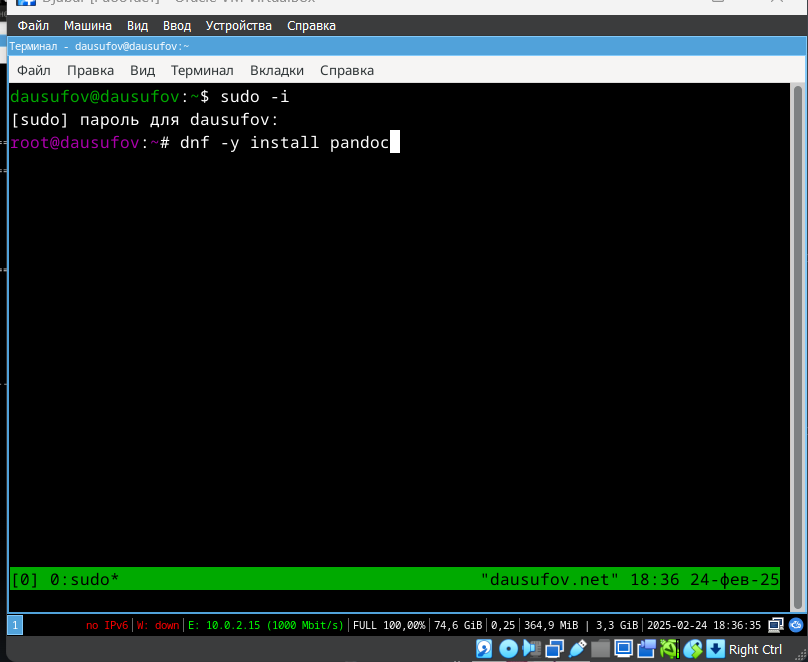 Файл Машина Вид Ввод Устройства Справка
Терминал - dausufov@dausufov:~
Файл Правка Вид Терминал Вкладки Справка
dausufov@dausufov:~$ sudo -i
[sudo] пароль для dausufov:
root@dausufov:~# dnf -y install pandoc
[0] 0:sudo* "dausufov.net" 18:36 24-фев-25
1 no IPv6 | W: down | E: 10.0.2.15 (1000 Mbit/s) | FULL 100,00% | 74,6 GiB | 0,25 | 364,9 MiB | 3,3 GiB | 2025-02-24 18:36:35
Right Ctrl